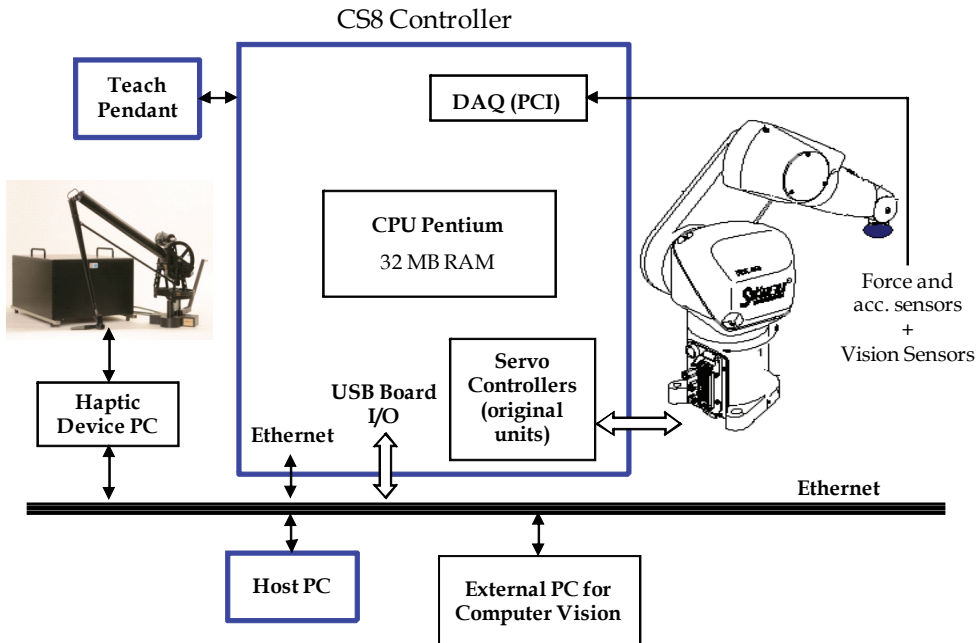 CS8 Controller
Teach
Pendant
DAQ (PCI)
CPU Pentium
32 MB RAM
Force and
acc. sensors
+
Vision Sensors
Haptic
Device PC
Ethernet
USB Board
I/O
Servo
Controllers
(original
units)
Ethernet
Host PC
External PC for
Computer Vision